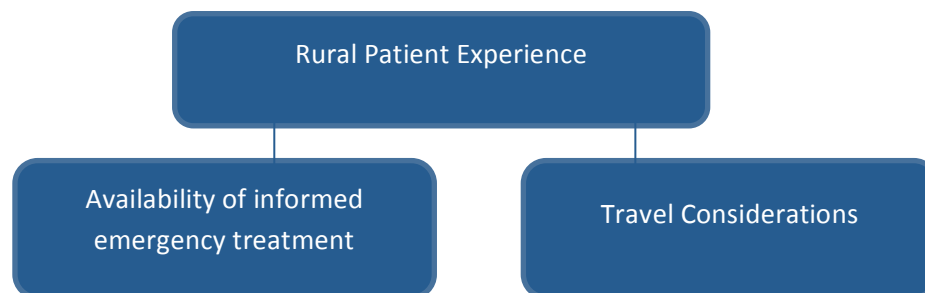 Rural Patient Experience
Availability of informed
emergency treatment
Travel Considerations